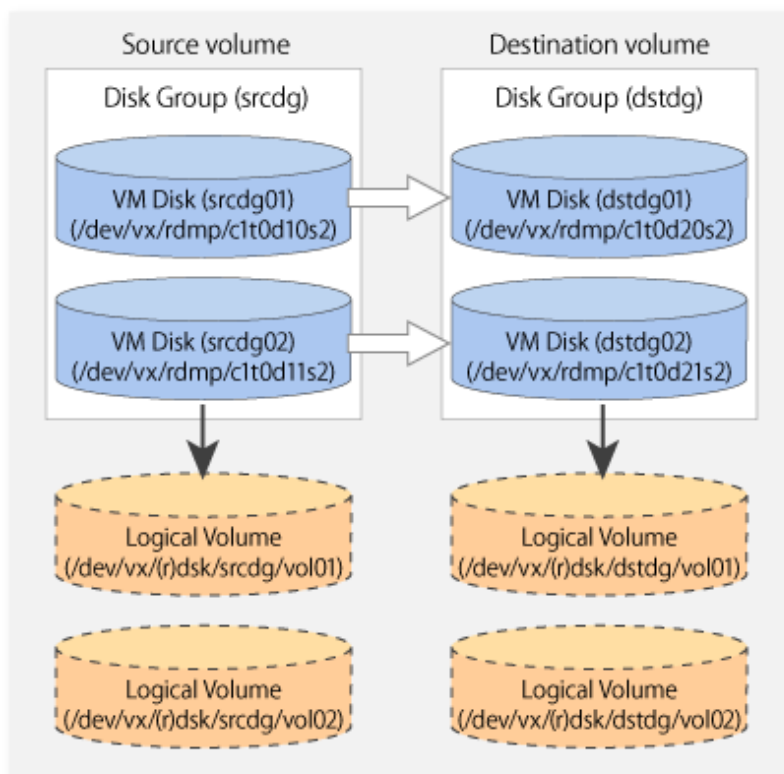 Source volume
Destination volume
Disk Group (srcdg)
Disk Group (dstdg)
VM Disk (srcdg01)
(/dev/vx/rdmp/c1t0d10s2)
VM Disk (dstdg01)
(/dev/vx/rdmp/c1t0d20s2)
VM Disk (srcdg02)
(/dev/vx/rdmp/c1t0d11s2)
VM Disk (dstdg02)
(/dev/vx/rdmp/c1t0d21s2)
Logical Volume
(/dev/vx/(r)dsk/srcdg/vol01)
Logical Volume
(/dev/vx/(r)dsk/dstdg/vol01)
Logical Volume
(/dev/vx/(r)dsk/srcdg/vol02)
Logical Volume
(/dev/vx/(r)dsk/dstdg/vol02)